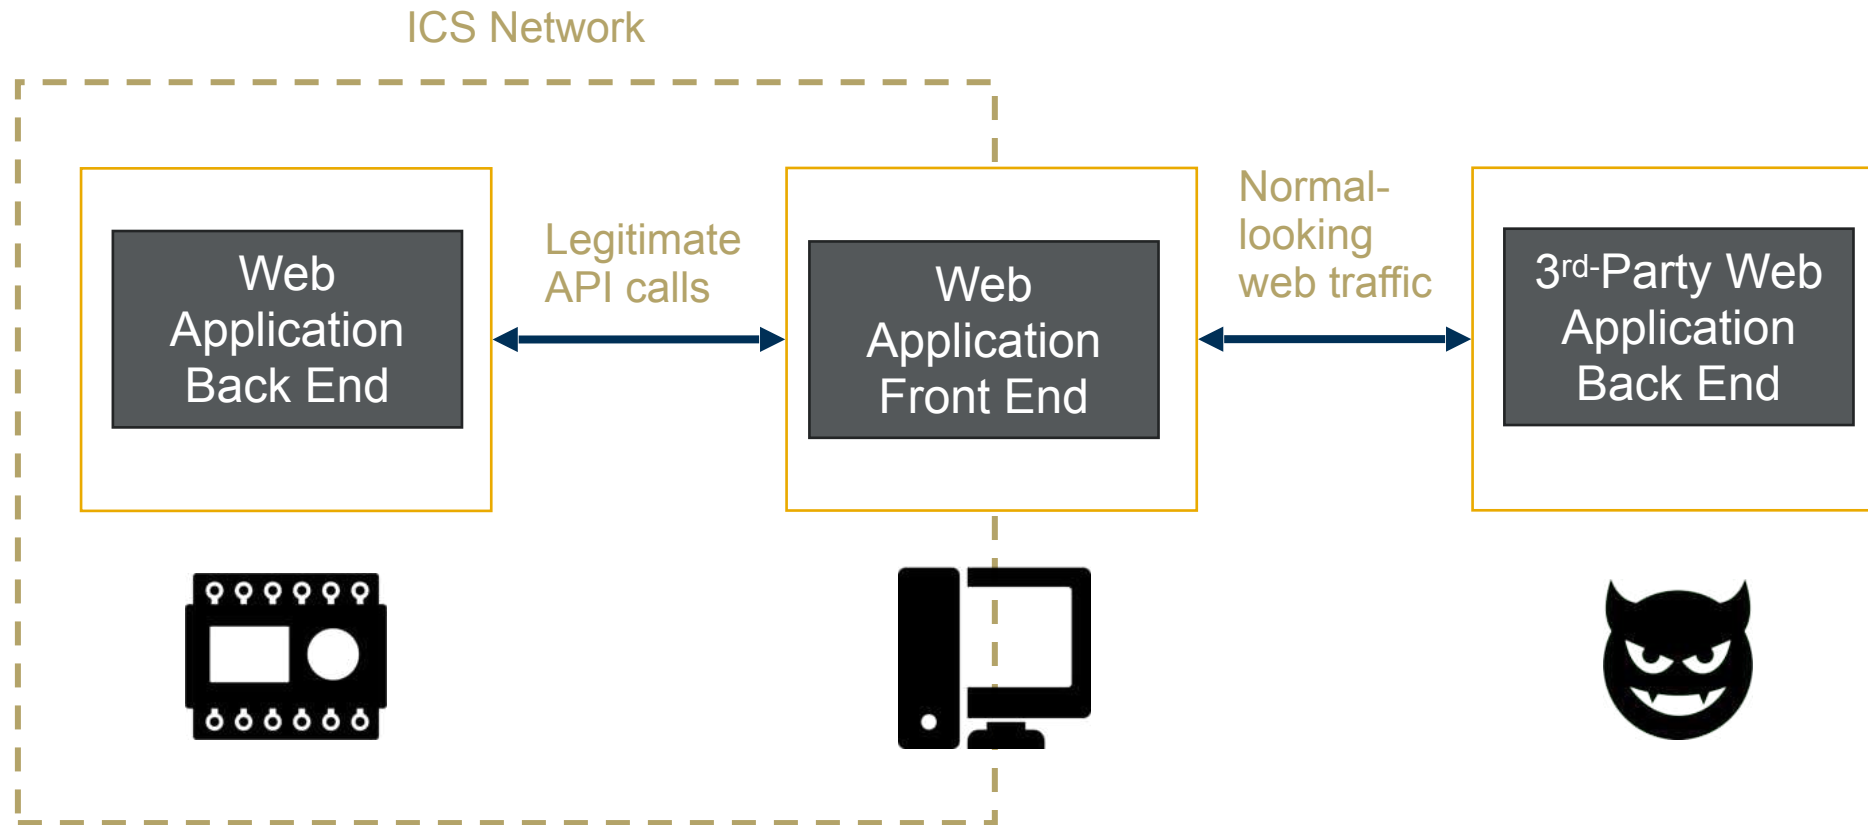 ICS Network
Web
Application
Back End
Legitimate
API calls
Web
Application
Front End
Normal-
looking
web traffic
3rd-Party Web
Application
Back End